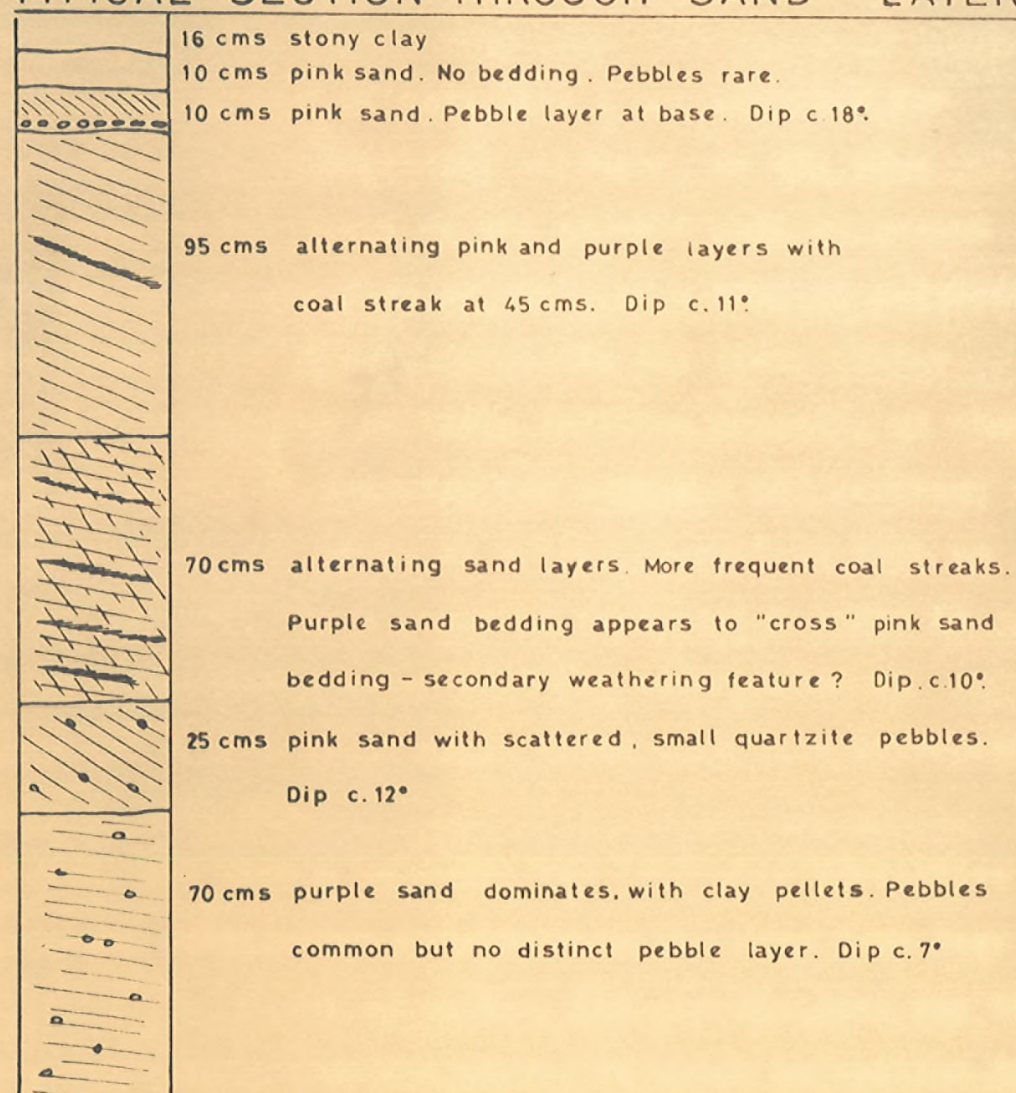 SECTION THROUGH SAND LAYER
16 cms stony clay
10 cms pink sand. No bedding. Pebbles rare.
10 cms pink sand. Pebble layer at base. Dip c 18°.
95 cms alternating pink and purple layers with
coal streak at 45 cms. Dip c. 11°.
70 cms alternating sand layers. More frequent coal streaks.
Purple sand bedding appears to "cross" pink sand
bedding - secondary weathering feature? Dip. c.10°.
25 cms pink sand with scattered, small quartzite pebbles.
Dip c. 12°
70 cms purple sand dominates, with clay pellets. Pebbles
common but no distinct pebble layer. Dip c. 7°